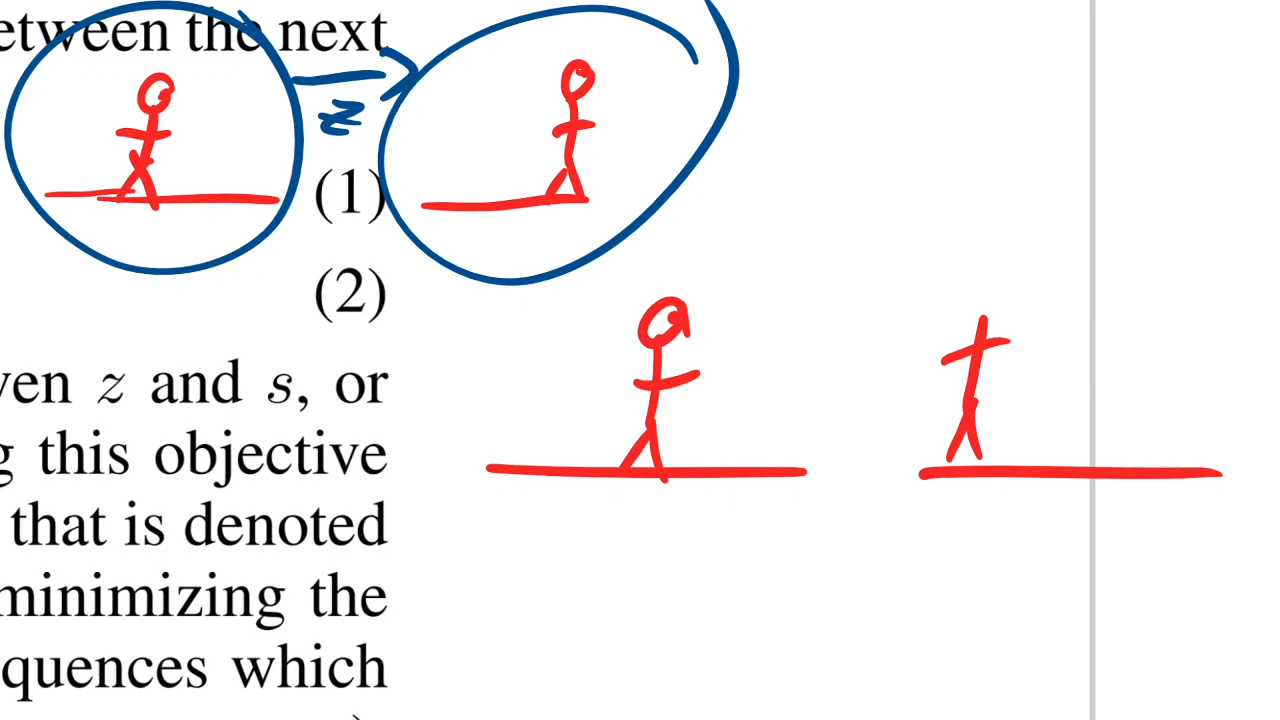 etween the next
z
(1)
(2)
ven z and s, or
g this objective
that is denoted
minimizing the
quences which